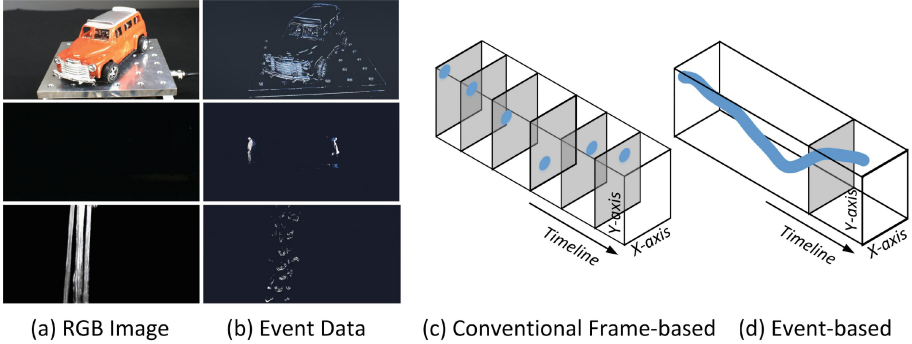 Timeline
Y-axis
X-axis
Timeline
Y-axis
X-axis
(a) RGB Image
(b) Event Data
(c) Conventional Frame-based
(d) Event-based